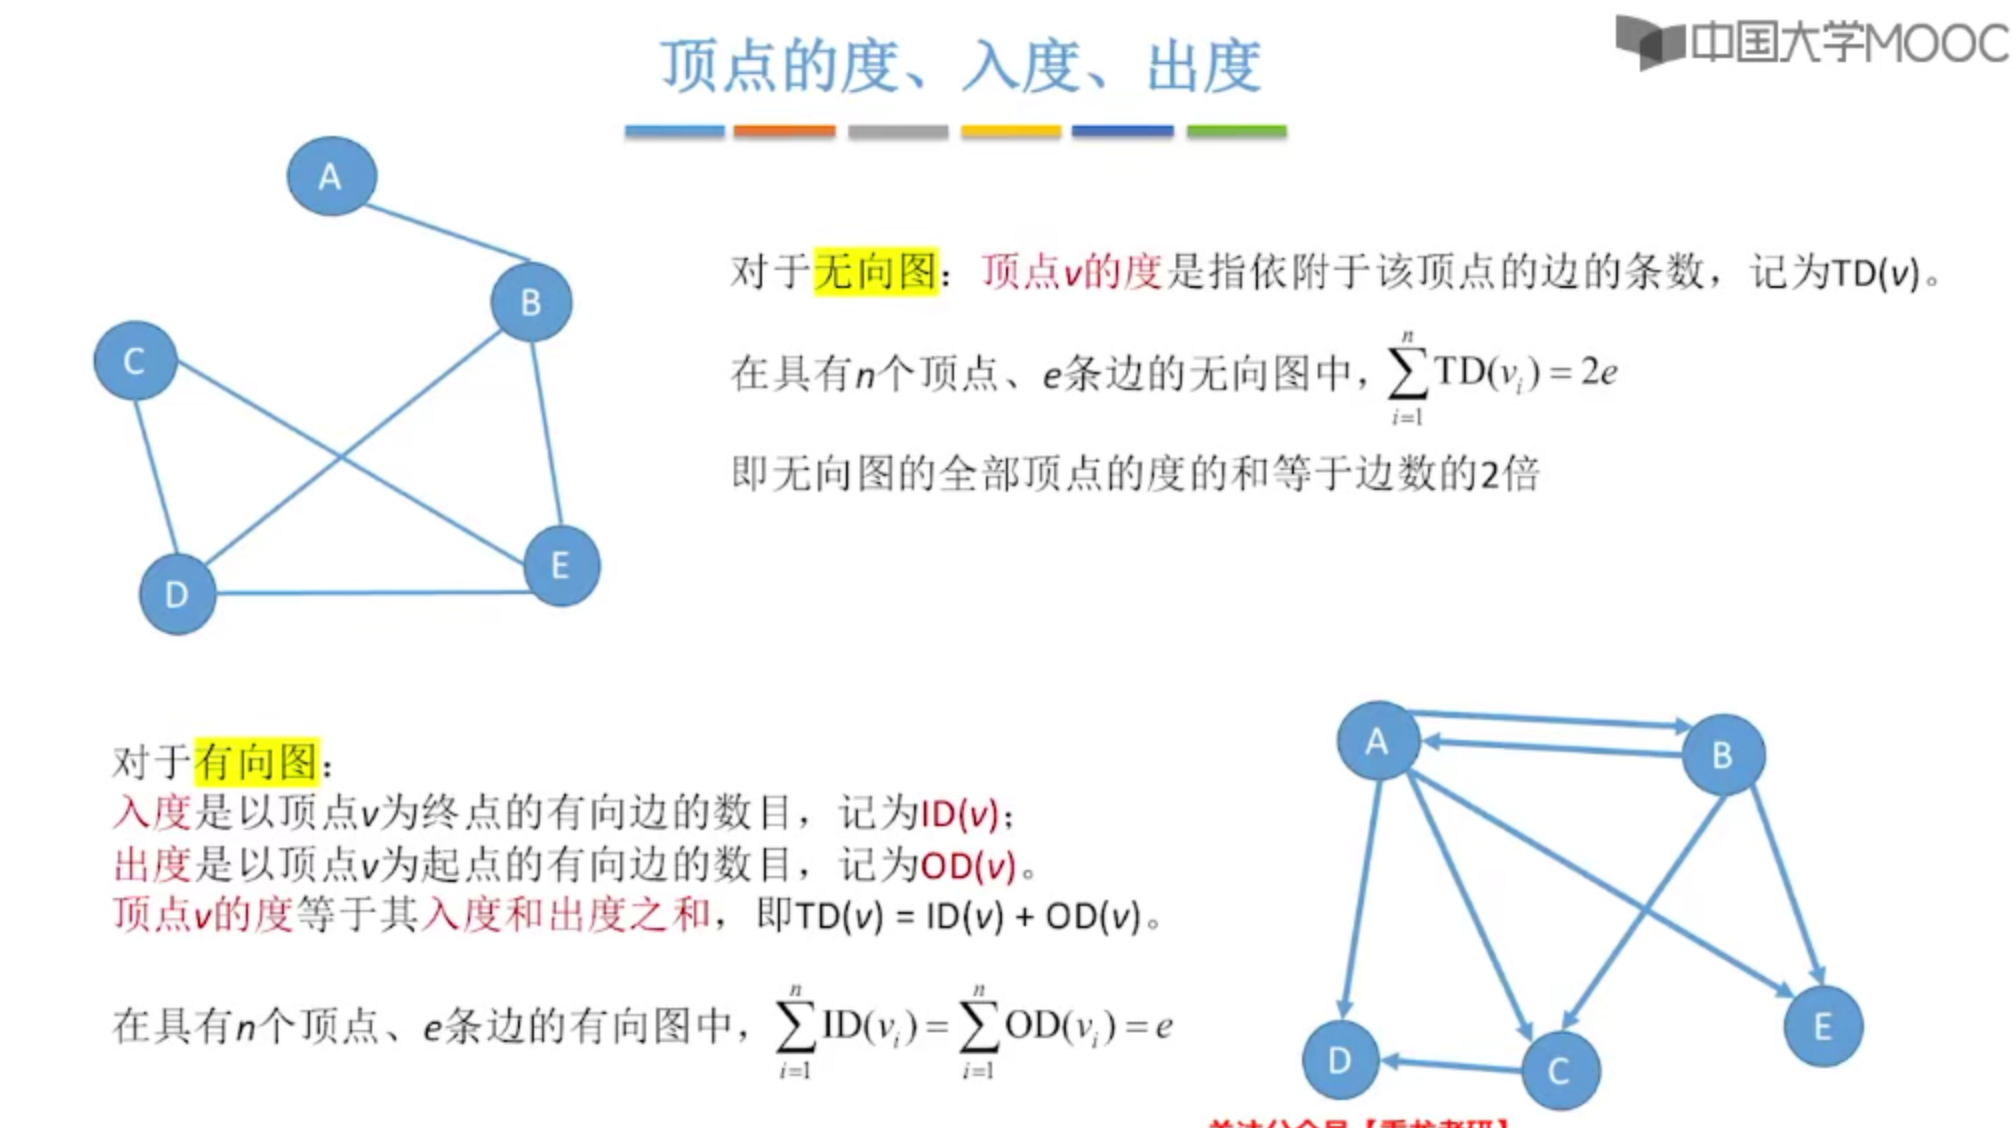 顶点的度、入度、出度
中国大学MOOC
A
B
C
D
E
对于无向图：顶点v的度是指依附于该顶点的边的条数，记为TD(v)。
在具有n个顶点、e条边的无向图中，$\sum_{i=1}^{n} \mathrm{TD}(v_i) = 2e$
即无向图的全部顶点的度的和等于边数的2倍
对于有向图：
入度是以顶点v为终点的有向边的数目，记为ID(v)；
出度是以顶点v为起点的有向边的数目，记为OD(v)。
顶点v的度等于其入度和出度之和，即TD(v) = ID(v) + OD(v)。
在具有n个顶点、e条边的有向图中，$\sum_{i=1}^{n} \mathrm{ID}(v_i) = \sum_{i=1}^{n} \mathrm{OD}(v_i) = e$
A
B
E
D
C